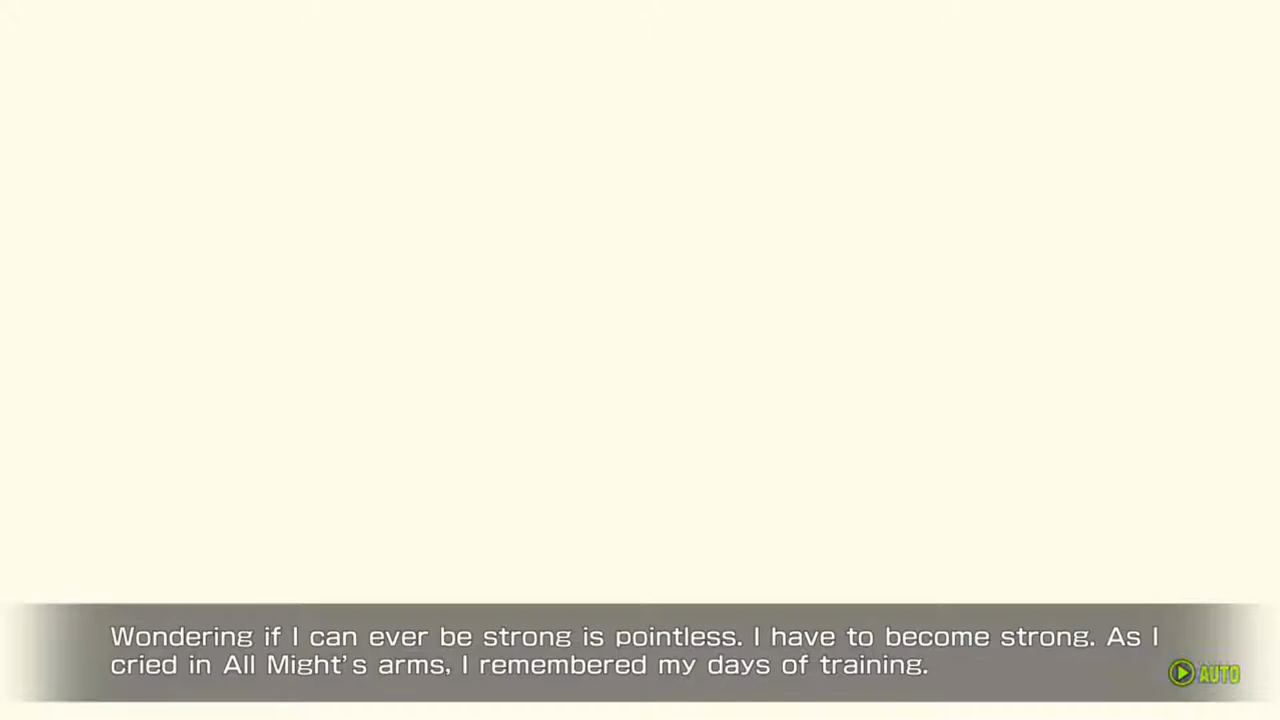 Wondering if I can ever be strong is pointless. I have to become strong. As I
cried in All Might's arms, I remembered my days of training.
AUTO